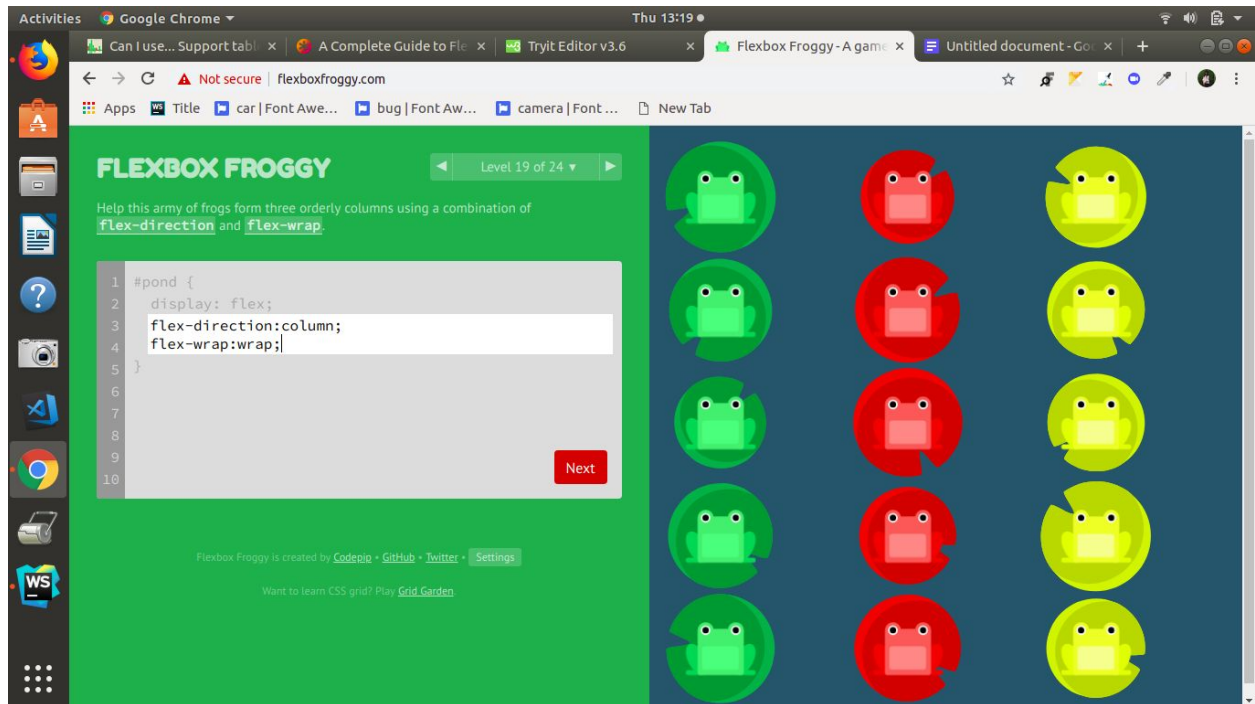 Activities Google Chrome ▾ Thu 13:19 ●
Can I use... Support tabl × A Complete Guide to Fle × Tryit Editor v3.6 × Flexbox Froggy - A game × Untitled document - Goo × +
Not secure | flexboxfroggy.com
Apps Title car | Font Awe... bug | Font Aw... camera | Font ... New Tab
FLEXBOX FROGGY
◀ Level 19 of 24 ▾ ▶
Help this army of frogs form three orderly columns using a combination of
flex-direction and flex-wrap.
1 #pond {
2 display: flex;
3 flex-direction:column;
4 flex-wrap:wrap;
5 }
6
7
8
9
10
Next
Flexbox Froggy is created by Codepip • GitHub • Twitter • Settings
Want to learn CSS grid? Play Grid Garden.
WS